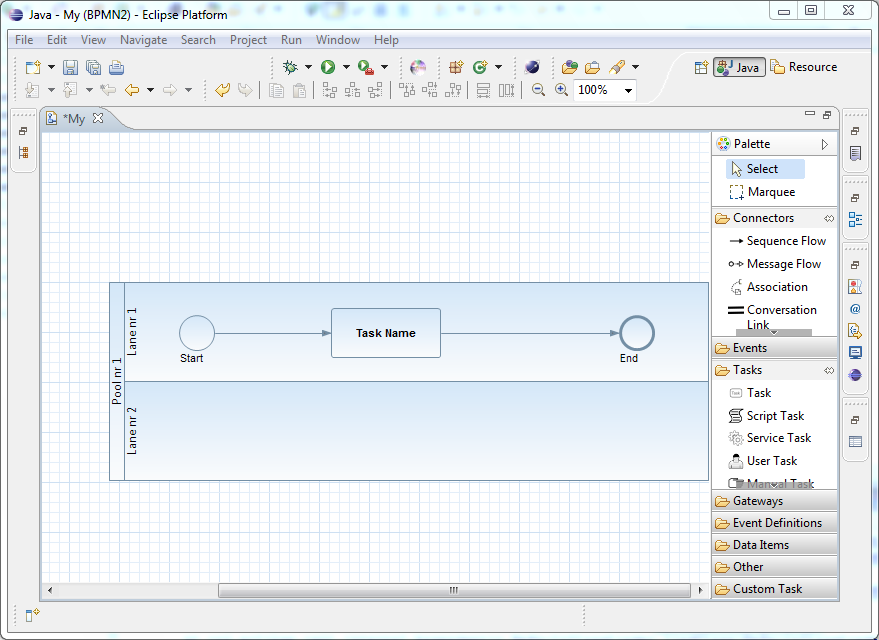 Java - My (BPMN2) - Eclipse Platform
File Edit View Navigate Search Project Run Window Help
Java Resource
100%
*My
Palette
Select
Marquee
Connectors
Sequence Flow
Message Flow
Association
Conversation
Link
Events
Tasks
Task
Script Task
Service Task
User Task
Manual Task
Gateways
Event Definitions
Data Items
Other
Custom Task
Pool nr 1
Lane nr 1
Start
Task Name
End
Lane nr 2